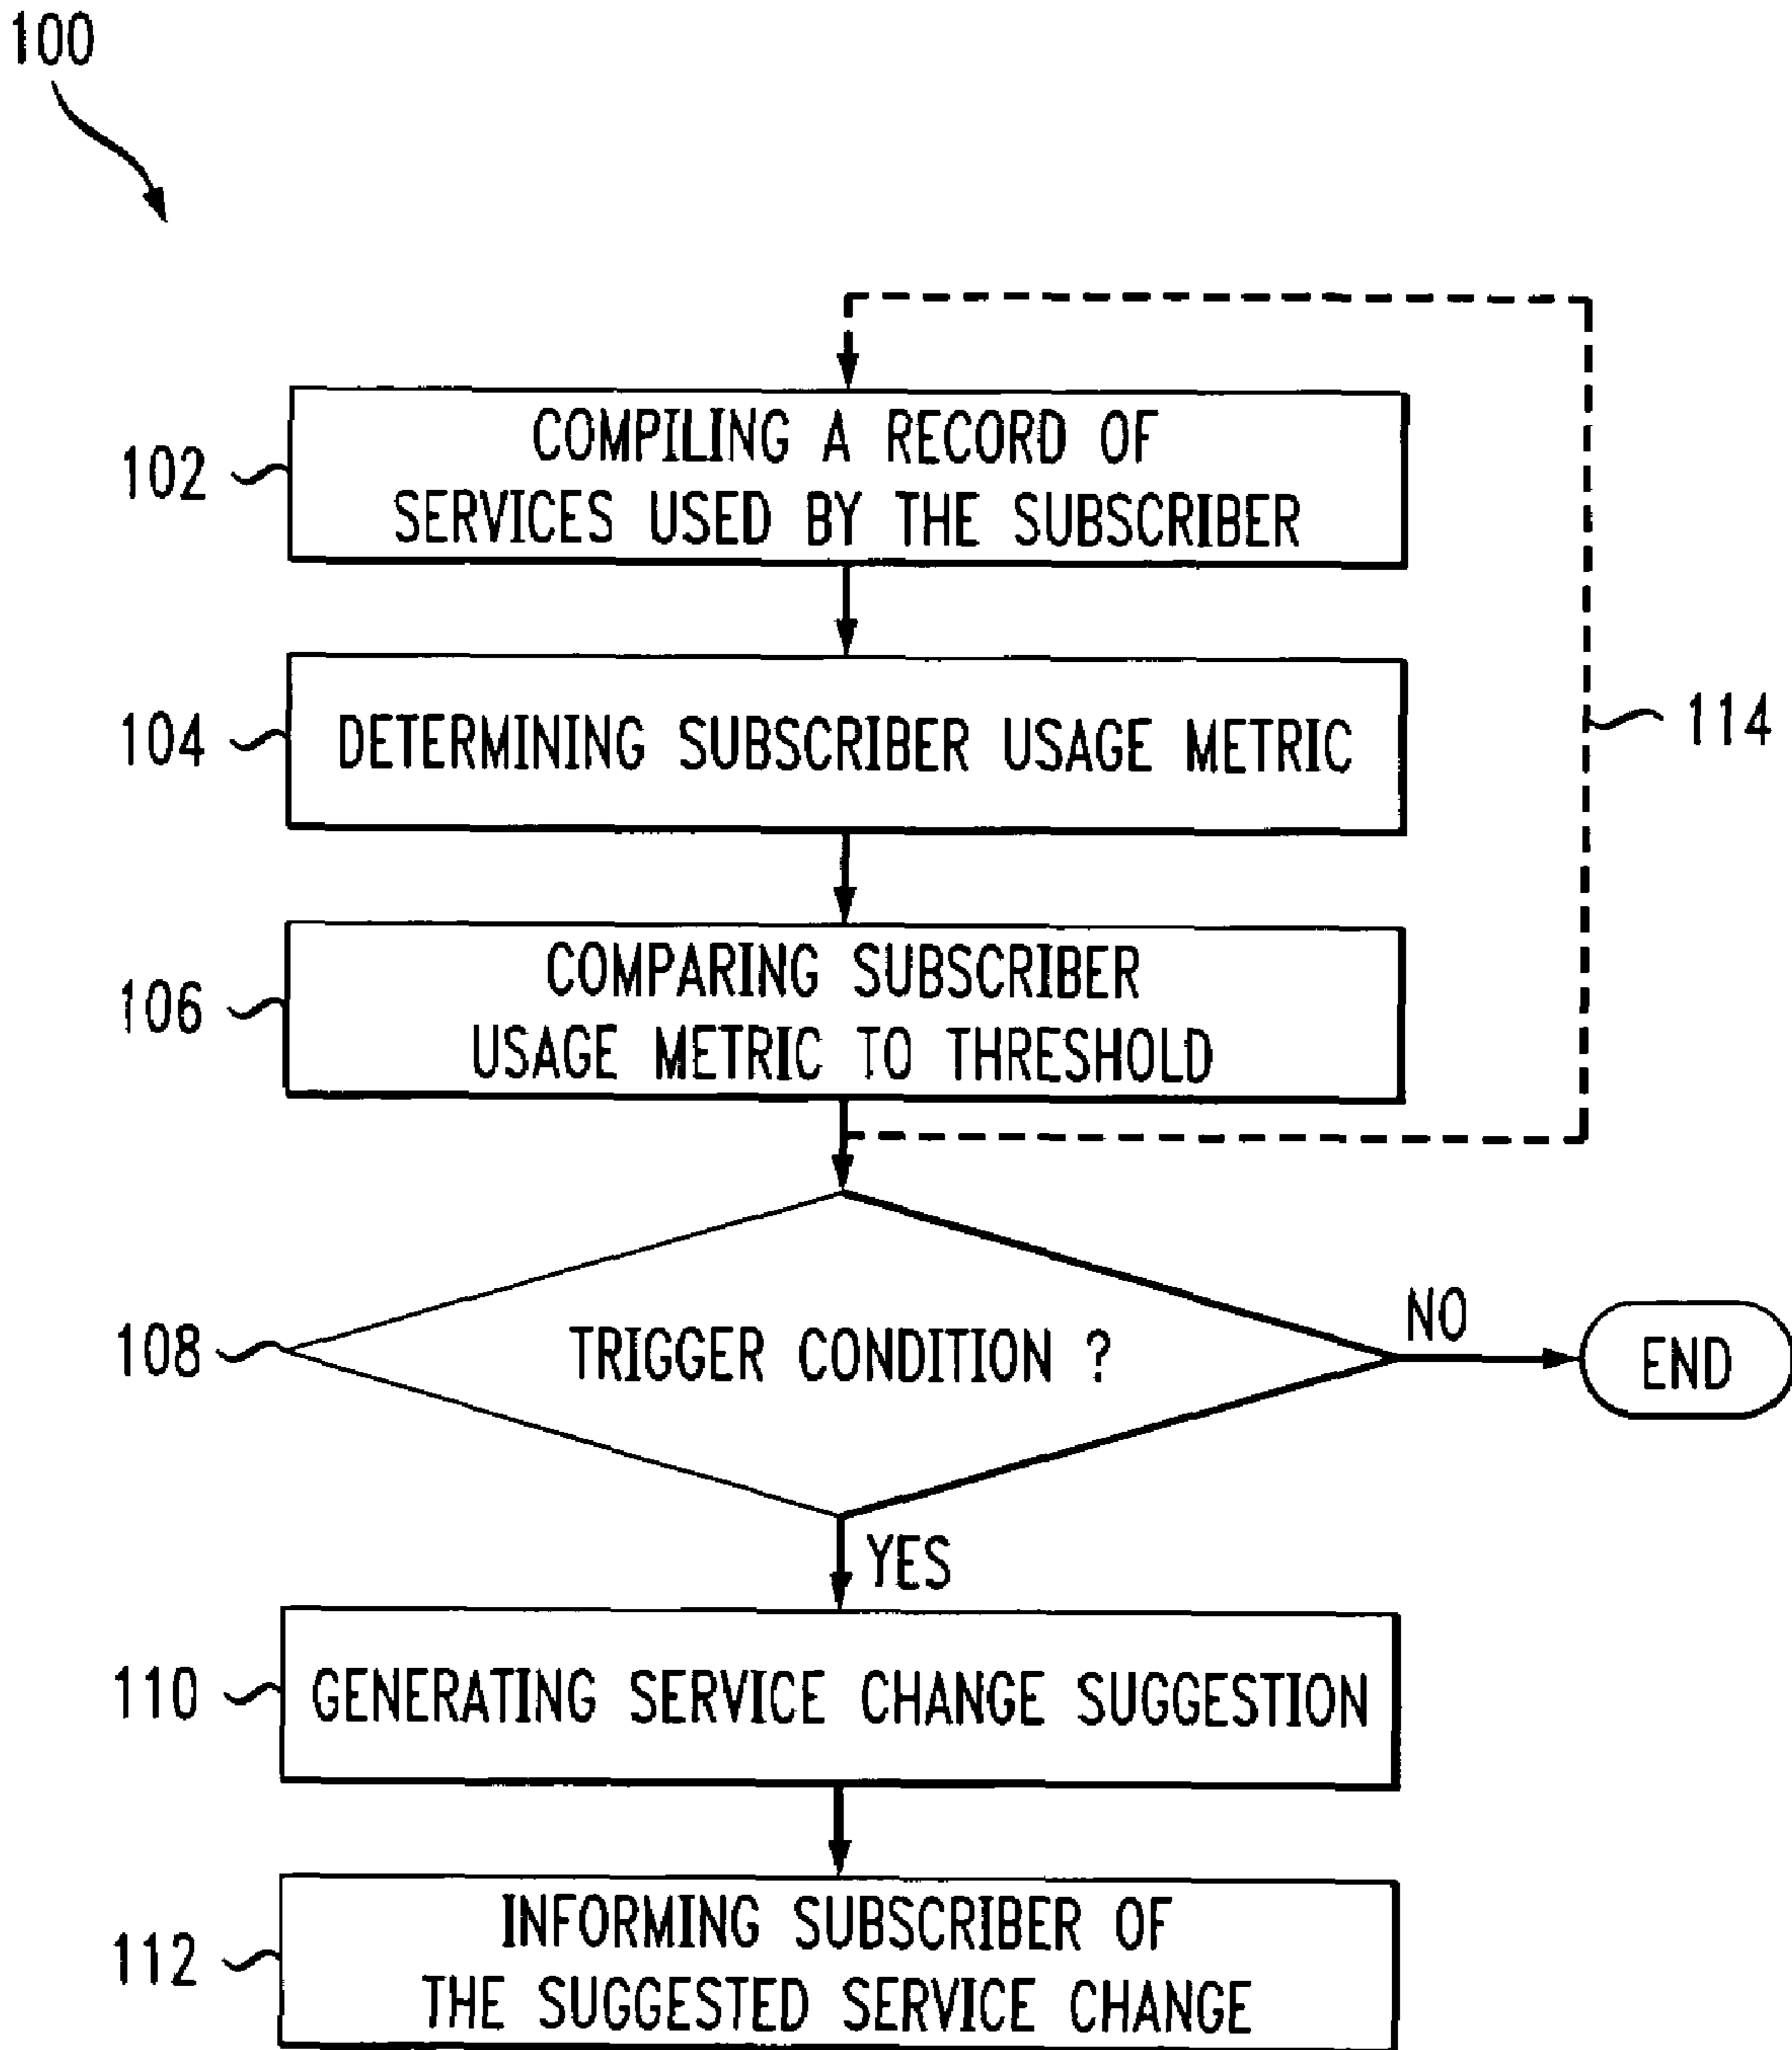 100
102
COMPILING A RECORD OF
SERVICES USED BY THE SUBSCRIBER
104
DETERMINING SUBSCRIBER USAGE METRIC
114
106
COMPARING SUBSCRIBER
USAGE METRIC TO THRESHOLD
108
TRIGGER CONDITION ?
NO
END
YES
110
GENERATING SERVICE CHANGE SUGGESTION
112
INFORMING SUBSCRIBER OF
THE SUGGESTED SERVICE CHANGE